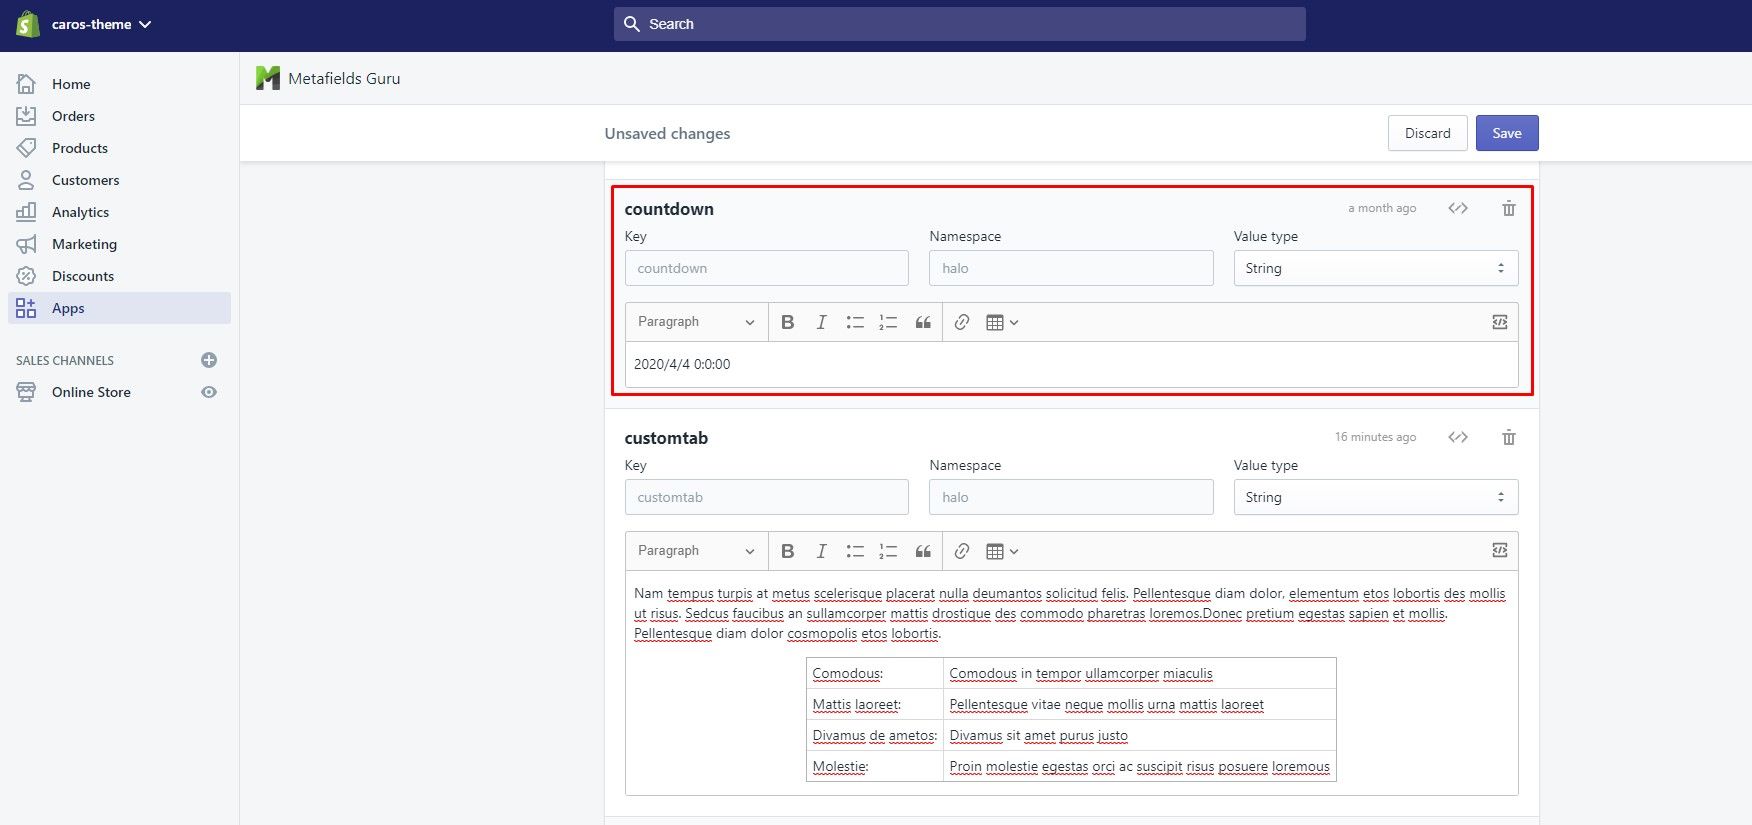 caros-theme
Search
Home
Orders
Products
Customers
Analytics
Marketing
Discounts
Apps
SALES CHANNELS
Online Store
Metafields Guru
Unsaved changes
Discard
Save
countdown
a month ago
Key
Namespace
Value type
countdown
halo
String
Paragraph
2020/4/4 0:0:00
customtab
16 minutes ago
Key
Namespace
Value type
customtab
halo
String
Paragraph
Nam tempus turpis at metus scelerisque placerat nulla deumantos solicitud felis. Pellentesque diam dolor, elementum etos lobortis des mollis
ut risus. Sedcus faucibus an sullamcorper mattis drostique des commodo pharetras loremos.Donec pretium egestas sapien et mollis.
Pellentesque diam dolor cosmopolis etos lobortis.
Comodous: Comodous in tempor ullamcorper miaculis
Mattis laoreet: Pellentesque vitae neque mollis urna mattis laoreet
Divamus de ametos: Divamus sit amet purus justo
Molestie: Proin molestie egestas orci ac suscipit risus posuere loremous